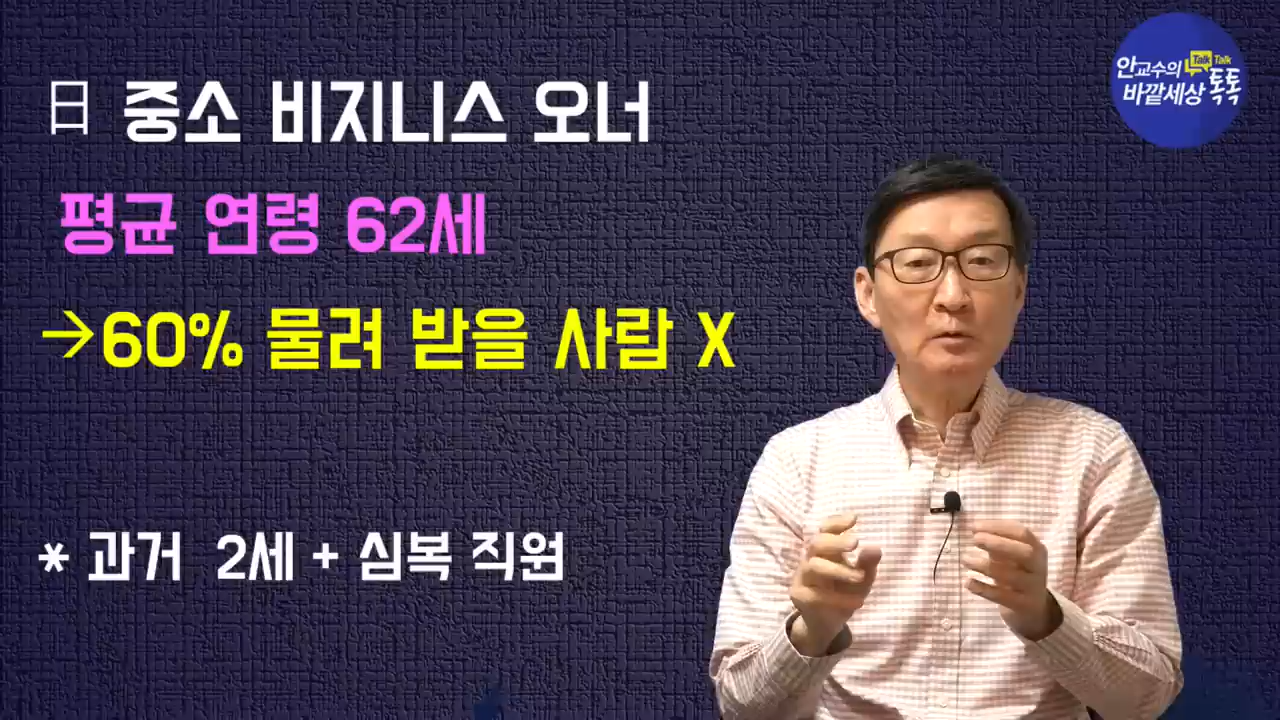 日 중소 비지니스 오너
평균 연령 62세
→60% 물려 받을 사람 X
* 과거 2세 + 심복 직원
안교수의 Talk Talk
바깥세상 톡톡